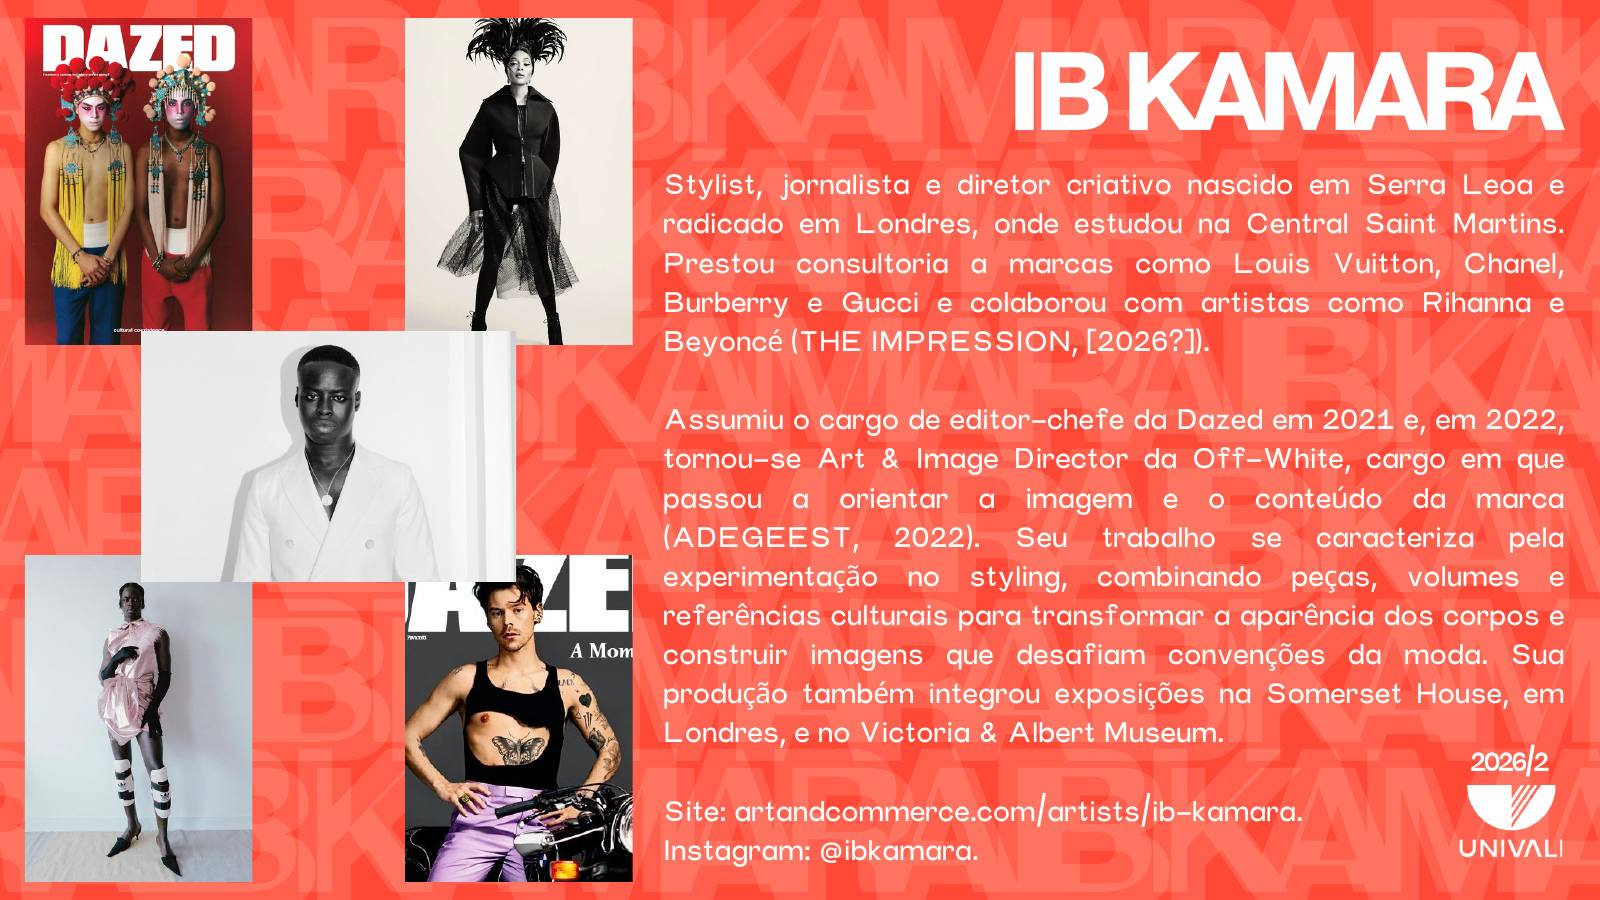 DAZED
cultural coexistence
AZE
A Mom
IB KAMARA
Stylist, jornalista e diretor criativo nascido em Serra Leoa e
radicado em Londres, onde estudou na Central Saint Martins.
Prestou consultoria a marcas como Louis Vuitton, Chanel,
Burberry e Gucci e colaborou com artistas como Rihanna e
Beyoncé (THE IMPRESSION, [2026?]).
Assumiu o cargo de editor-chefe da Dazed em 2021 e, em 2022,
tornou-se Art & Image Director da Off-White, cargo em que
passou a orientar a imagem e o conteúdo da marca
(ADEGEEST, 2022). Seu trabalho se caracteriza pela
experimentação no styling, combinando peças, volumes e
referências culturais para transformar a aparência dos corpos e
construir imagens que desafiam convenções da moda. Sua
produção também integrou exposições na Somerset House, em
Londres, e no Victoria & Albert Museum.
Site: artandcommerce.com/artists/ib-kamara.
Instagram: @ibkamara.
2026/2
UNIVALI